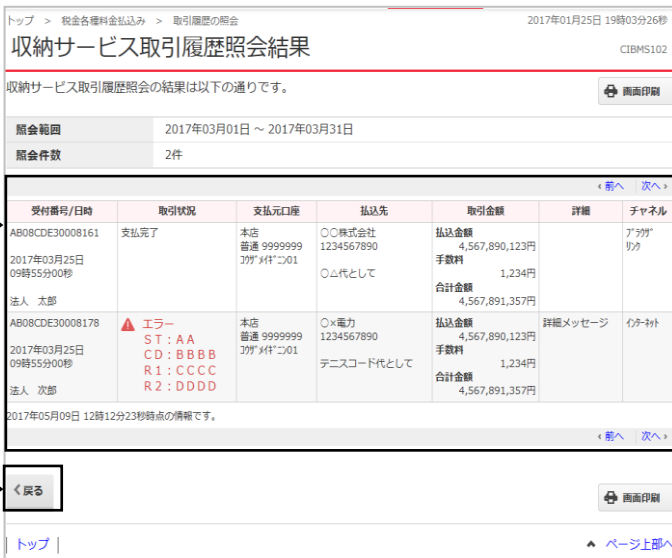 トップ > 税金各種料金払込み > 取引履歴の照会
2017年01月25日 19時03分26秒
収納サービス取引履歴照会結果
CIBMS102
収納サービス取引履歴照会の結果は以下の通りです。
画面印刷
照会範囲 2017年03月01日 ～ 2017年03月31日
照会件数 2件
‹前へ 次へ›
受付番号/日時 取引状況 支払元口座 払込先 取引金額 詳細 チャネル
AB08CDE30008161 支払完了 本店 〇〇株式会社 払込金額 ﾌﾞﾗｳｻﾞ
普通 9999999 1234567890 4,567,890,123円 ﾘﾝｸ
2017年03月25日 ｺｳｻﾞﾒｲｷﾞﾆﾝ01 手数料
09時55分00秒 〇△代として 1,234円
合計金額
法人 太郎 4,567,891,357円
AB08CDE30008178 エラー 本店 〇×電力 払込金額 詳細メッセージ ｲﾝﾀｰﾈｯﾄ
ST：AA 普通 9999999 1234567890 4,567,890,123円
2017年03月25日 CD：BBBB ｺｳｻﾞﾒｲｷﾞﾆﾝ01 手数料
09時55分00秒 R1：CCCC テニスコード代として 1,234円
R2：DDDD 合計金額
法人 次郎 4,567,891,357円
2017年05月09日 12時12分23秒時点の情報です。
‹前へ 次へ›
‹戻る
画面印刷
| トップ |
ページ上部へ